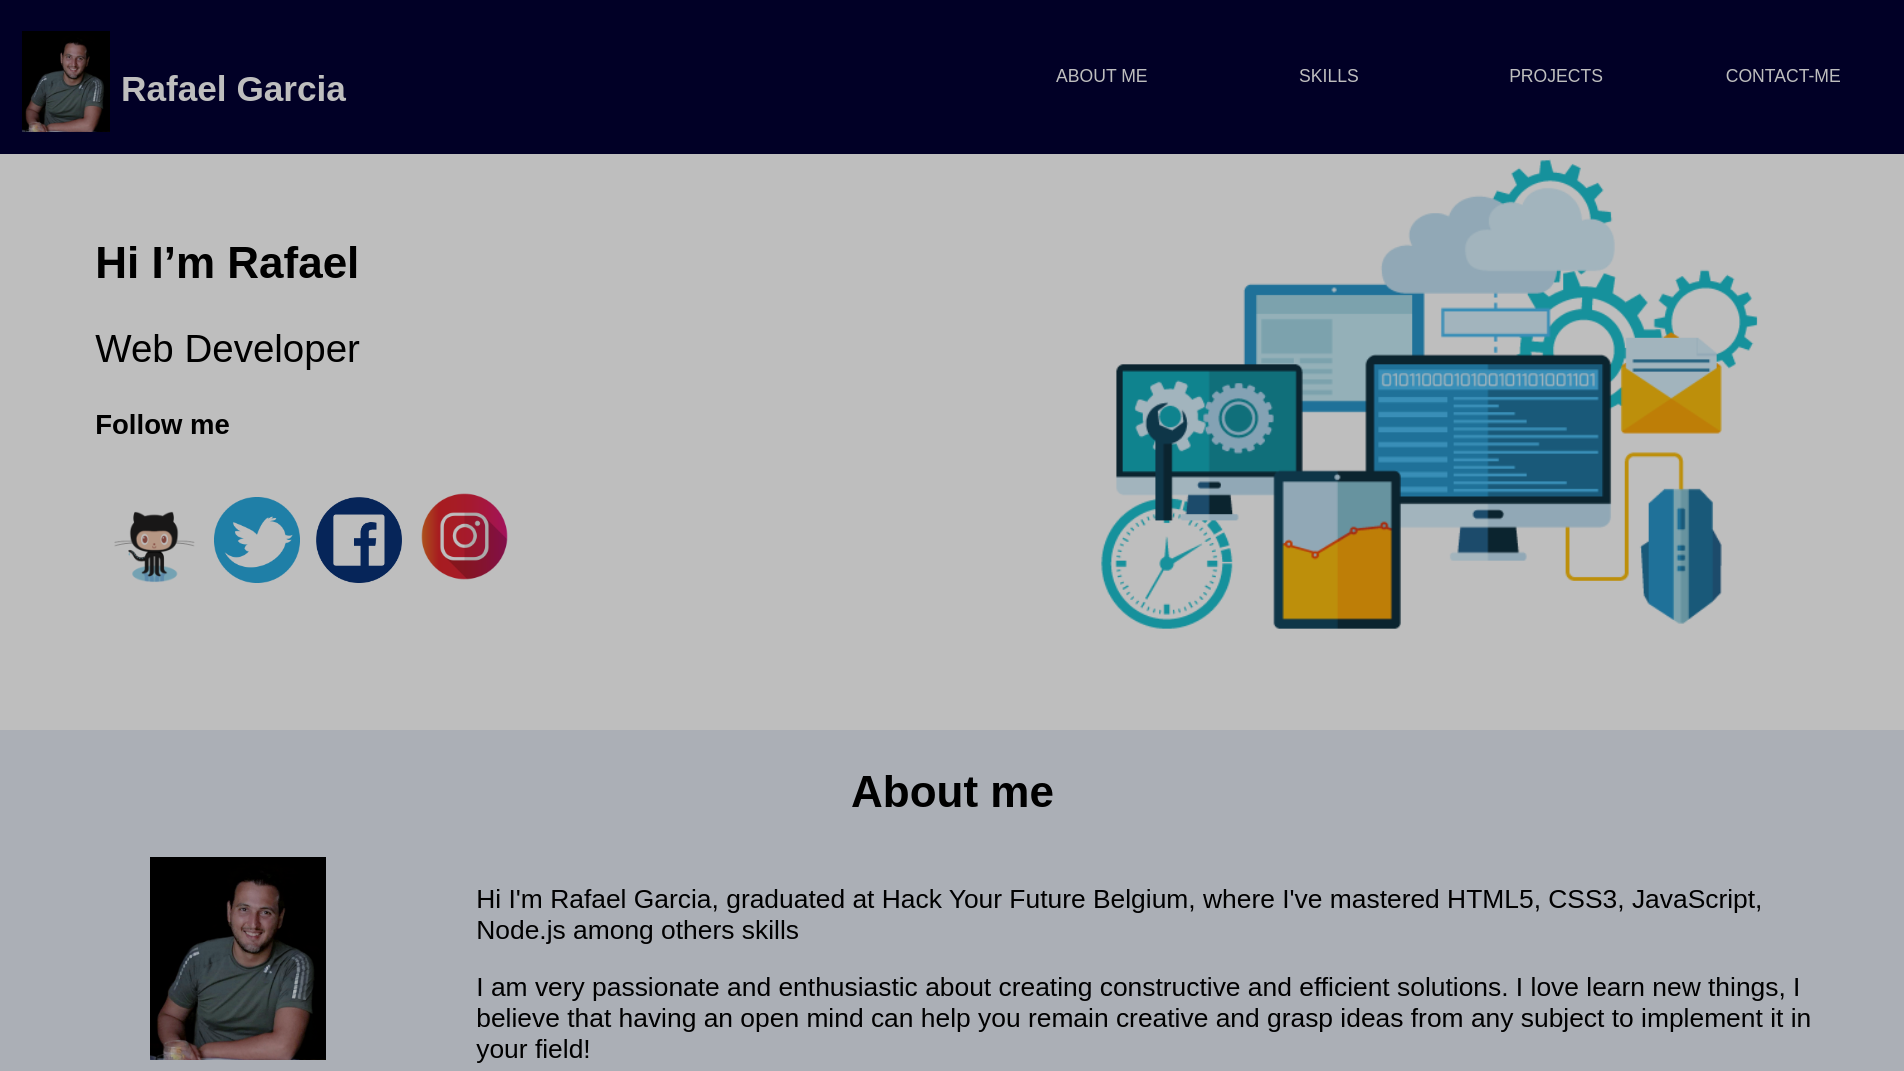 Rafael Garcia
ABOUT ME
SKILLS
PROJECTS
CONTACT-ME
Hi I’m Rafael
Web Developer
Follow me
0101100010100101101001101
About me
Hi I'm Rafael Garcia, graduated at Hack Your Future Belgium, where I've mastered HTML5, CSS3, JavaScript,
Node.js among others skills
I am very passionate and enthusiastic about creating constructive and efficient solutions. I love learn new things, I
believe that having an open mind can help you remain creative and grasp ideas from any subject to implement it in
your field!